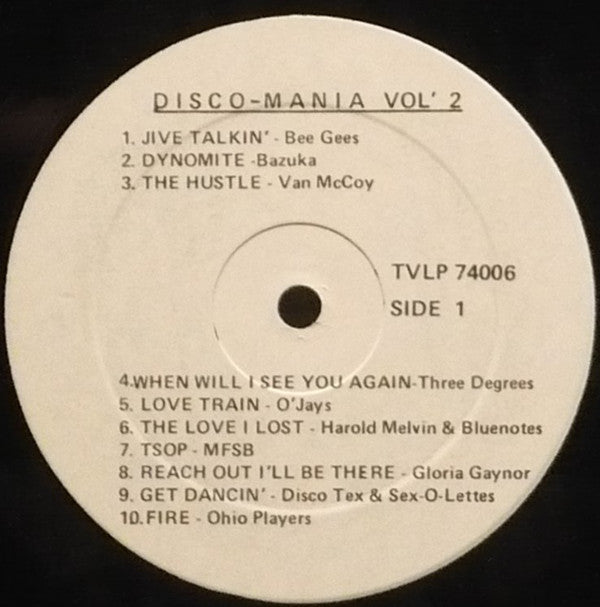 DISCO-MANIA VOL' 2
1. JIVE TALKIN' - Bee Gees
2. DYNOMITE -Bazuka
3. THE HUSTLE - Van McCoy
TVLP 74006
SIDE 1
4.WHEN WILL I SEE YOU AGAIN-Three Degrees
5. LOVE TRAIN - O'Jays
6. THE LOVE I LOST - Harold Melvin & Bluenotes
7. TSOP - MFSB
8. REACH OUT I'LL BE THERE - Gloria Gaynor
9. GET DANCIN' - Disco Tex & Sex-O-Lettes
10.FIRE - Ohio Players